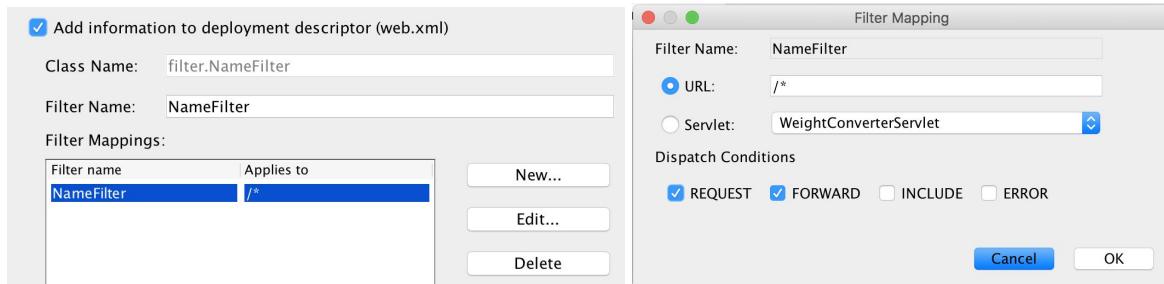 Add information to deployment descriptor (web.xml)
Class Name: filter.NameFilter
Filter Name: NameFilter
Filter Mappings:
Filter name Applies to
NameFilter /*
New...
Edit...
Delete
Filter Mapping
Filter Name: NameFilter
URL: /*
Servlet: WeightConverterServlet
Dispatch Conditions
REQUEST FORWARD INCLUDE ERROR
Cancel OK